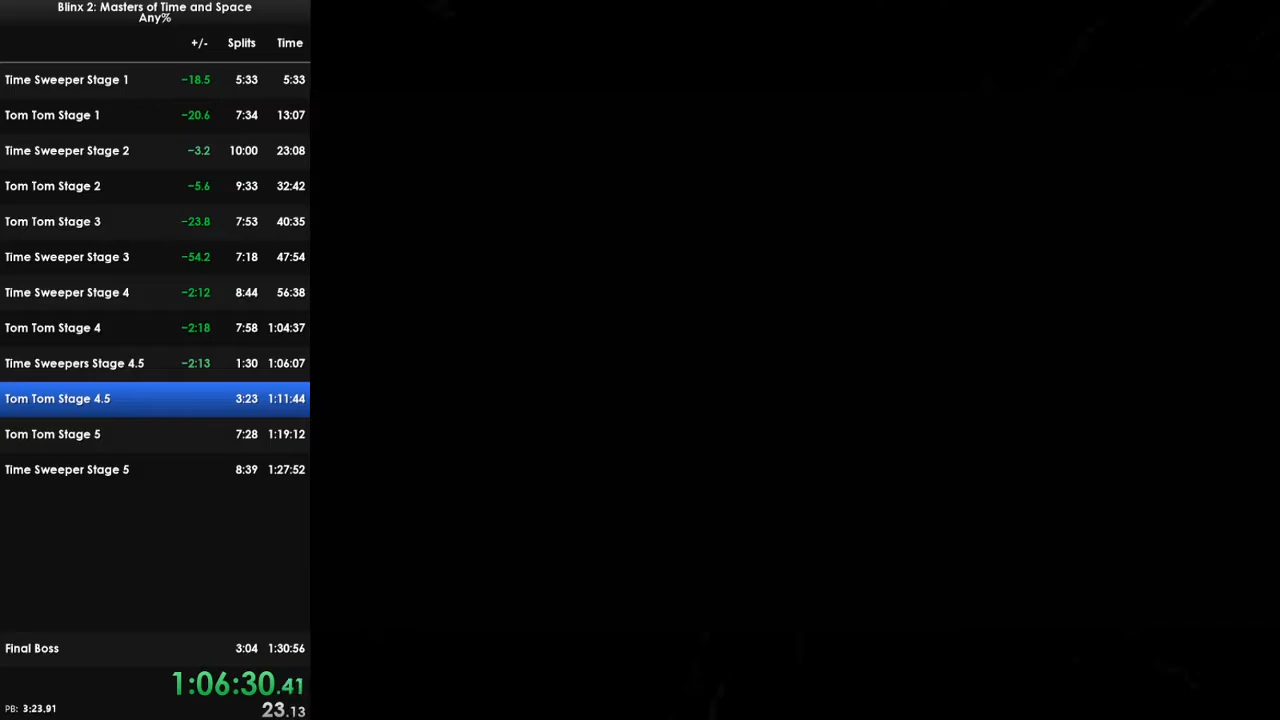 Blinx 2: Masters of Time and Space
Any%
+/- Splits Time
Time Sweeper Stage 1 −18.5 5:33 5:33
Tom Tom Stage 1 −20.6 7:34 13:07
Time Sweeper Stage 2 −3.2 10:00 23:08
Tom Tom Stage 2 −5.6 9:33 32:42
Tom Tom Stage 3 −23.8 7:53 40:35
Time Sweeper Stage 3 −54.2 7:18 47:54
Time Sweeper Stage 4 −2:12 8:44 56:38
Tom Tom Stage 4 −2:18 7:58 1:04:37
Time Sweepers Stage 4.5 −2:13 1:30 1:06:07
Tom Tom Stage 4.5 3:23 1:11:44
Tom Tom Stage 5 7:28 1:19:12
Time Sweeper Stage 5 8:39 1:27:52
Final Boss 3:04 1:30:56
1:06:30.41
PB: 3:23.91 23.13